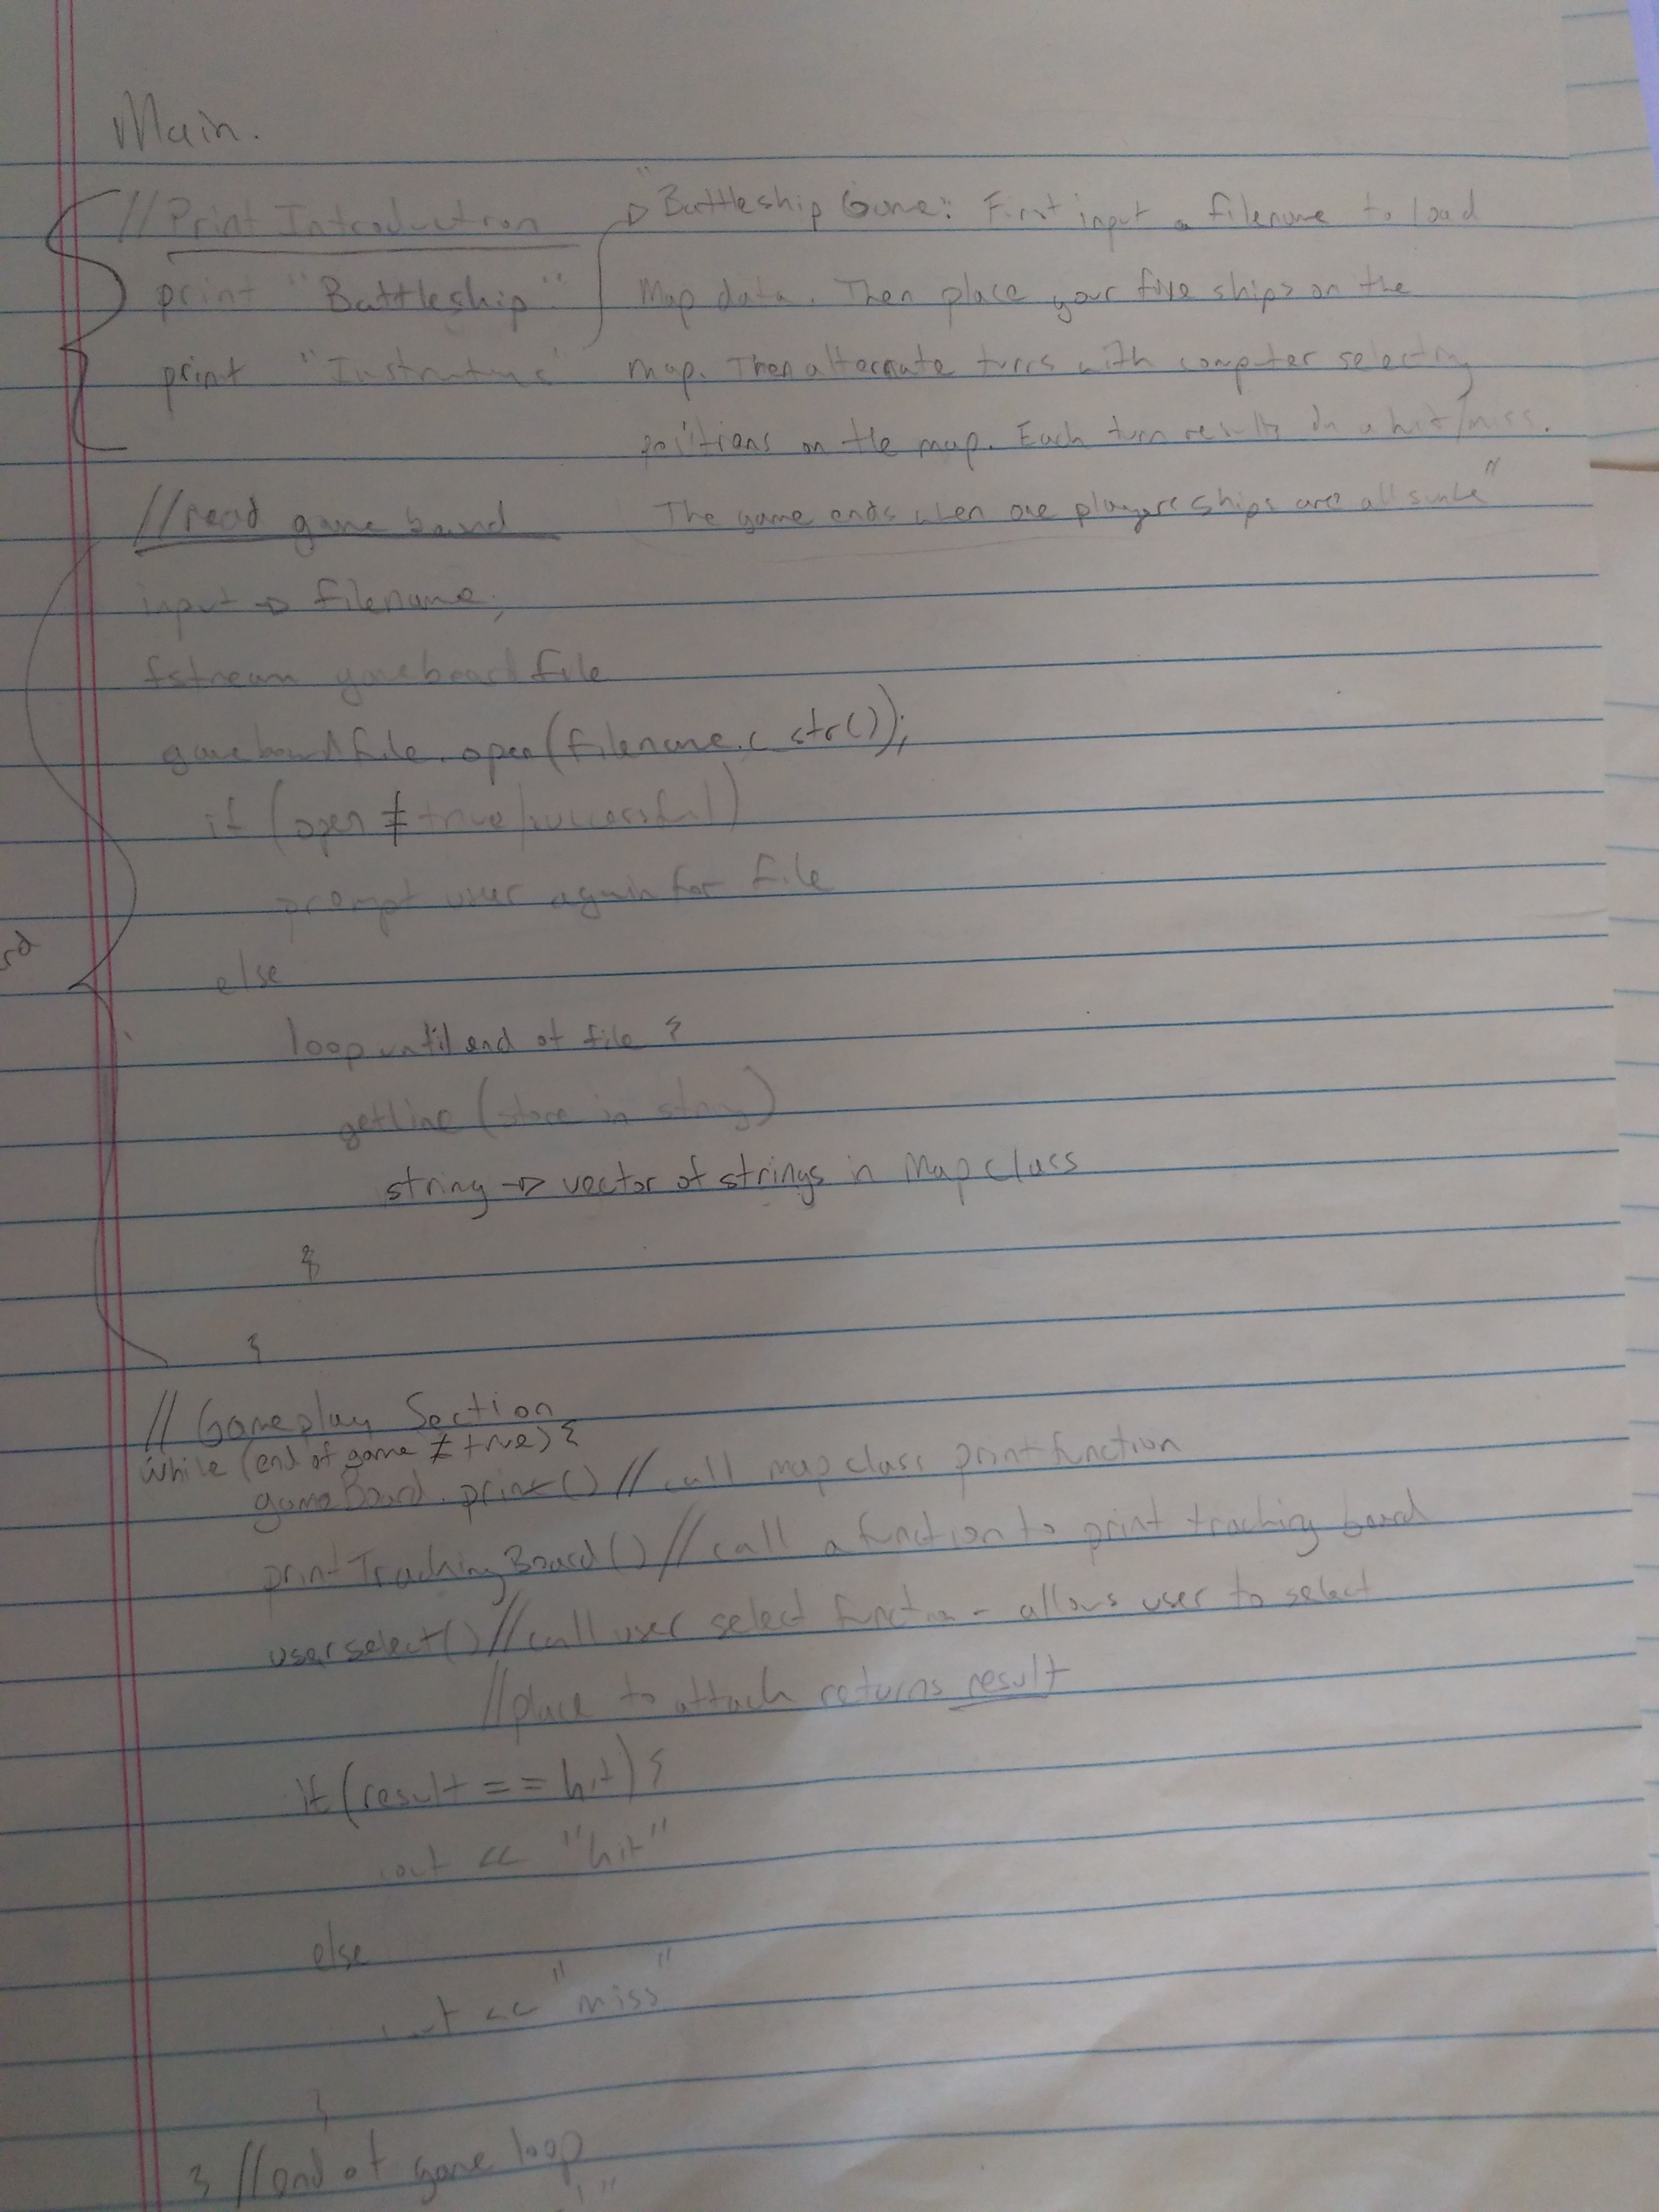 Main.
// Print Introduction
print "Battleship"
print "Instructions"
"Battleship Game: First input a filename to load
Map data. Then place your five ships on the
map. Then alternate turns with computer selecting
positions on the map. Each turn results in a hit/miss.
The game ends when one players ships are all sunk"
// read game board
input → filename;
fstream gameboardfile
gameboardfile.open(filename.c_str());
if (open ≠ true/successful)
prompt user again for file
else
loop until end of file {
getline (store in string)
string → vector of strings in Map class
}
}
// Gameplay Section
while (end of game ≠ true) {
gameBoard.print() // call map class print function
printTrackingBoard() // call a function to print tracking board
userselect() // call user select function - allows user to select
// place to attack returns result
if (result == hit) {
cout << "hit"
else
cout << "miss"
}
} // end of game loop